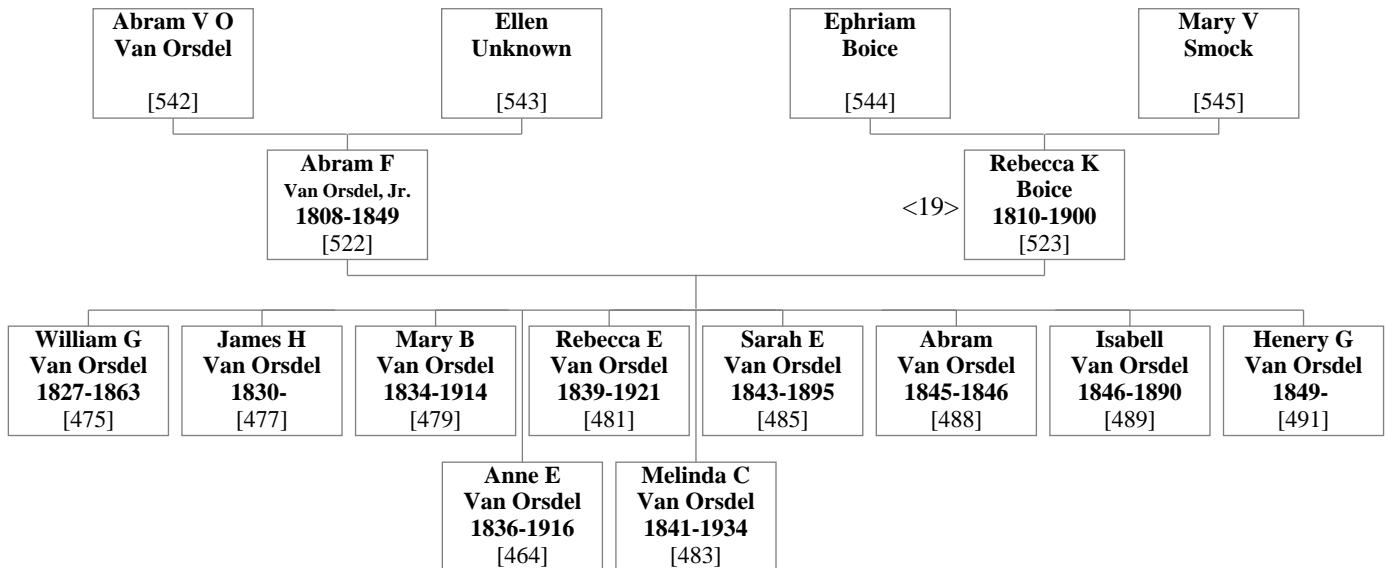 Abram V O
Van Orsdel
[542]
Ellen
Unknown
[543]
Ephriam
Boice
[544]
Mary V
Smock
[545]
Abram F
Van Orsdel, Jr.
1808-1849
[522]
<19>
Rebecca K
Boice
1810-1900
[523]
William G
Van Orsdel
1827-1863
[475]
James H
Van Orsdel
1830-
[477]
Mary B
Van Orsdel
1834-1914
[479]
Rebecca E
Van Orsdel
1839-1921
[481]
Sarah E
Van Orsdel
1843-1895
[485]
Abram
Van Orsdel
1845-1846
[488]
Isabell
Van Orsdel
1846-1890
[489]
Henery G
Van Orsdel
1849-
[491]
Anne E
Van Orsdel
1836-1916
[464]
Melinda C
Van Orsdel
1841-1934
[483]